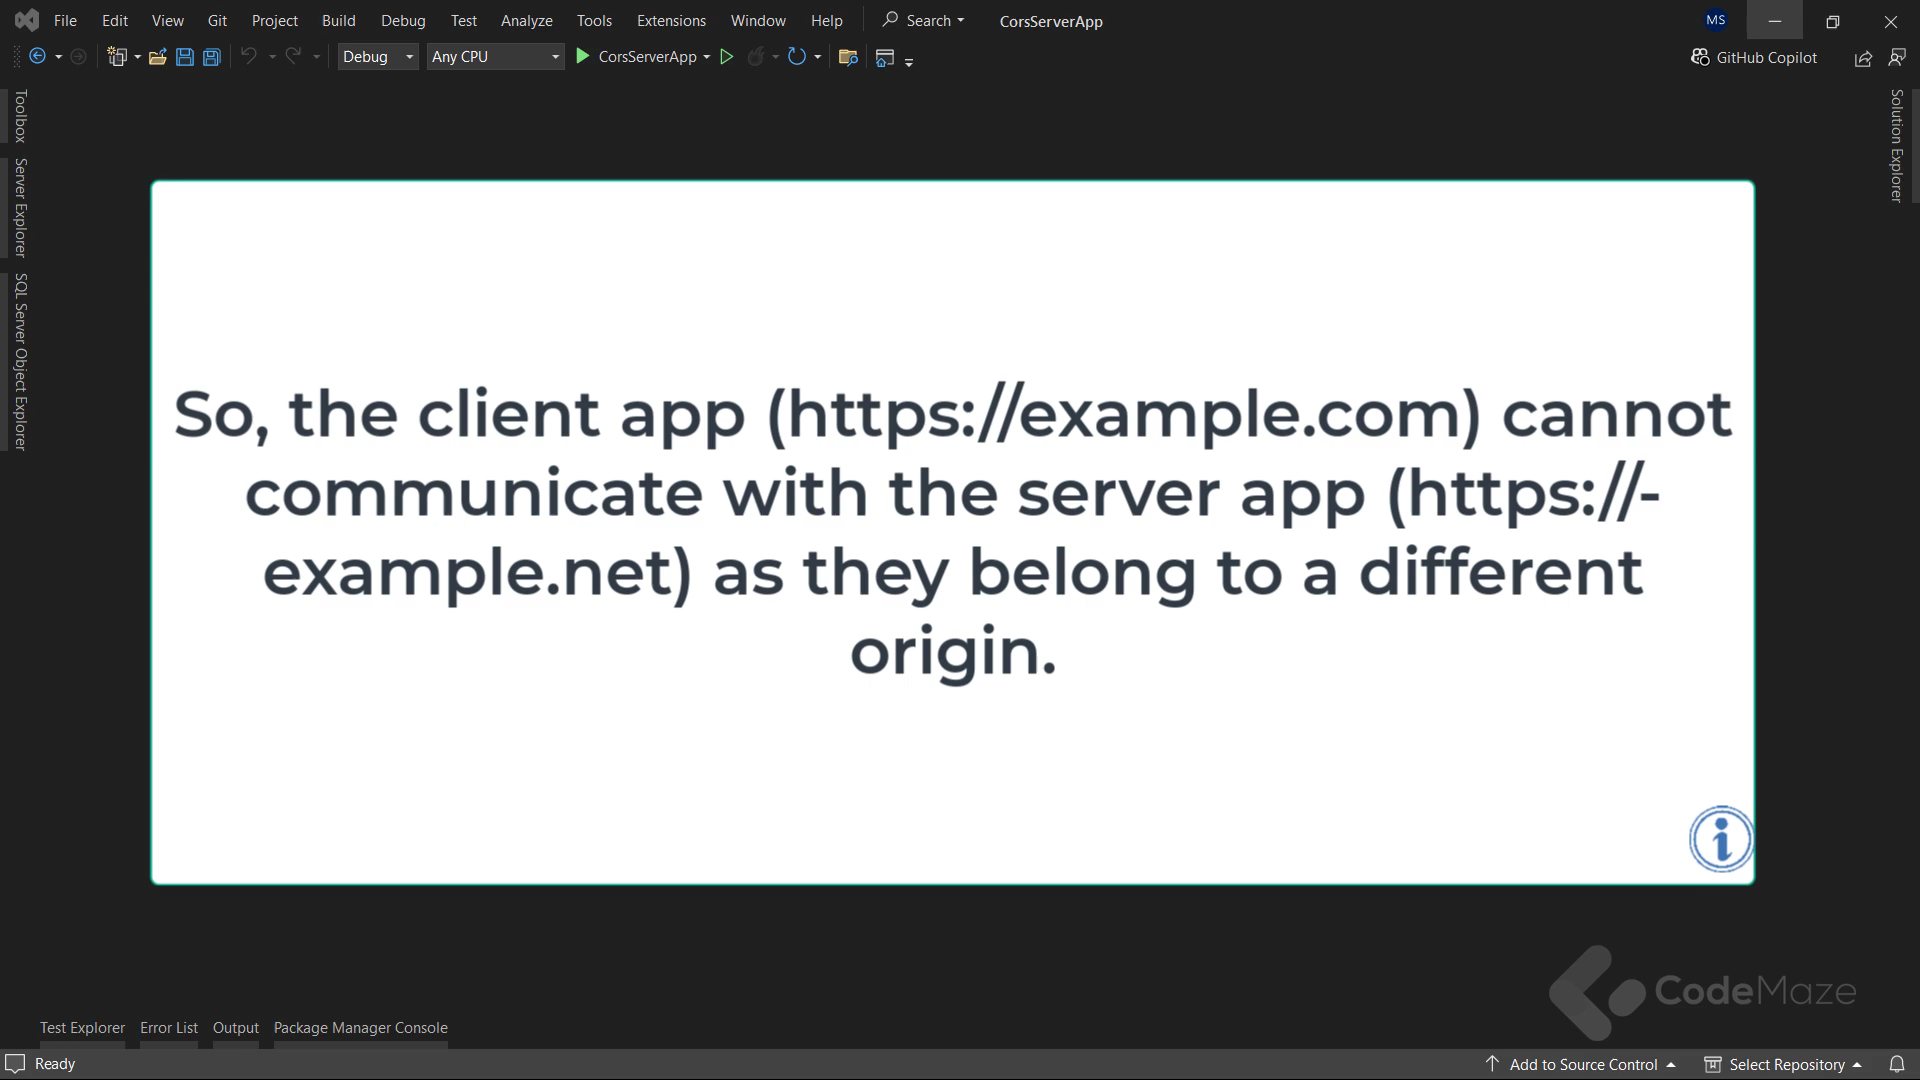 File Edit View Git Project Build Debug Test Analyze Tools Extensions Window Help Search CorsServerApp MS
Debug Any CPU CorsServerApp GitHub Copilot
Toolbox
Server Explorer
SQL Server Object Explorer
Solution Explorer
So, the client app (https://example.com) cannot
communicate with the server app (https://-
example.net) as they belong to a different
origin.
CodeMaze
Test Explorer Error List Output Package Manager Console
Ready Add to Source Control Select Repository